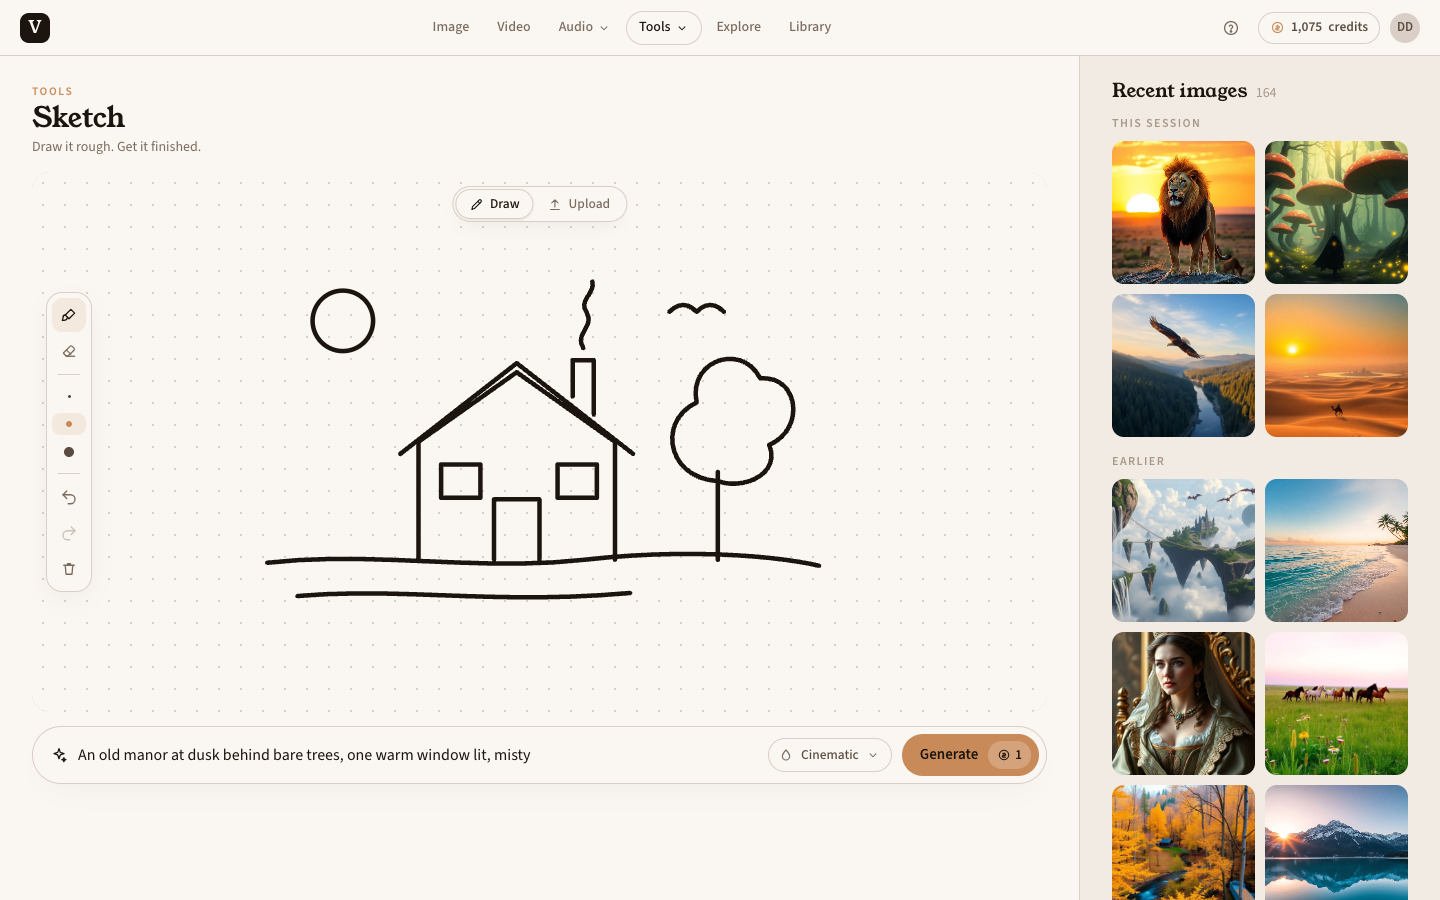 V
Image
Video
Audio
Tools
Explore
Library
1,075 credits
DD
TOOLS
Sketch
Draw it rough. Get it finished.
Draw
Upload
An old manor at dusk behind bare trees, one warm window lit, misty
Cinematic
Generate
1
Recent images 164
THIS SESSION
EARLIER